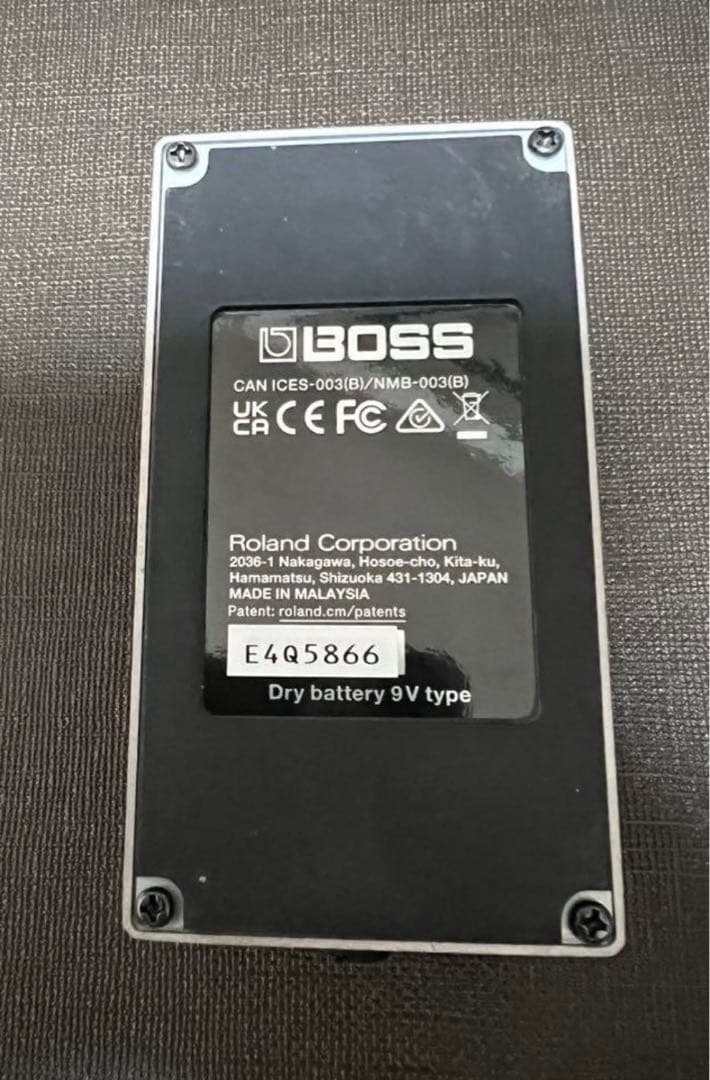 BOSS
CAN ICES-003(B)/NMB-003(B)
UK
CA CE FC
Roland Corporation
2036-1 Nakagawa, Hosoe-cho, Kita-ku,
Hamamatsu, Shizuoka 431-1304, JAPAN
MADE IN MALAYSIA
Patent: roland.cm/patents
E4Q5866
Dry battery 9V type